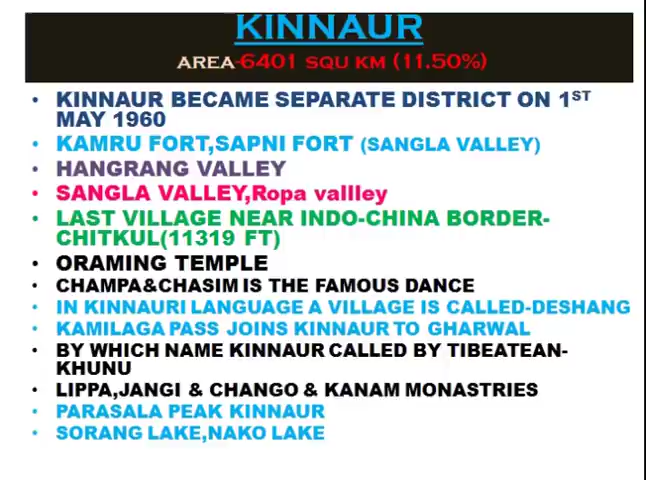 KINNAUR
AREA-6401 SQU KM (11.50%)
• KINNAUR BECAME SEPARATE DISTRICT ON 1ST
MAY 1960
• KAMRU FORT,SAPNI FORT (SANGLA VALLEY)
• HANGRANG VALLEY
• SANGLA VALLEY,Ropa vallley
• LAST VILLAGE NEAR INDO-CHINA BORDER-
CHITKUL(11319 FT)
• ORAMING TEMPLE
• CHAMPA&CHASIM IS THE FAMOUS DANCE
• IN KINNAURI LANGUAGE A VILLAGE IS CALLED-DESHANG
• KAMILAGA PASS JOINS KINNAUR TO GHARWAL
• BY WHICH NAME KINNAUR CALLED BY TIBEATEAN-
KHUNU
• LIPPA,JANGI & CHANGO & KANAM MONASTRIES
• PARASALA PEAK KINNAUR
• SORANG LAKE,NAKO LAKE